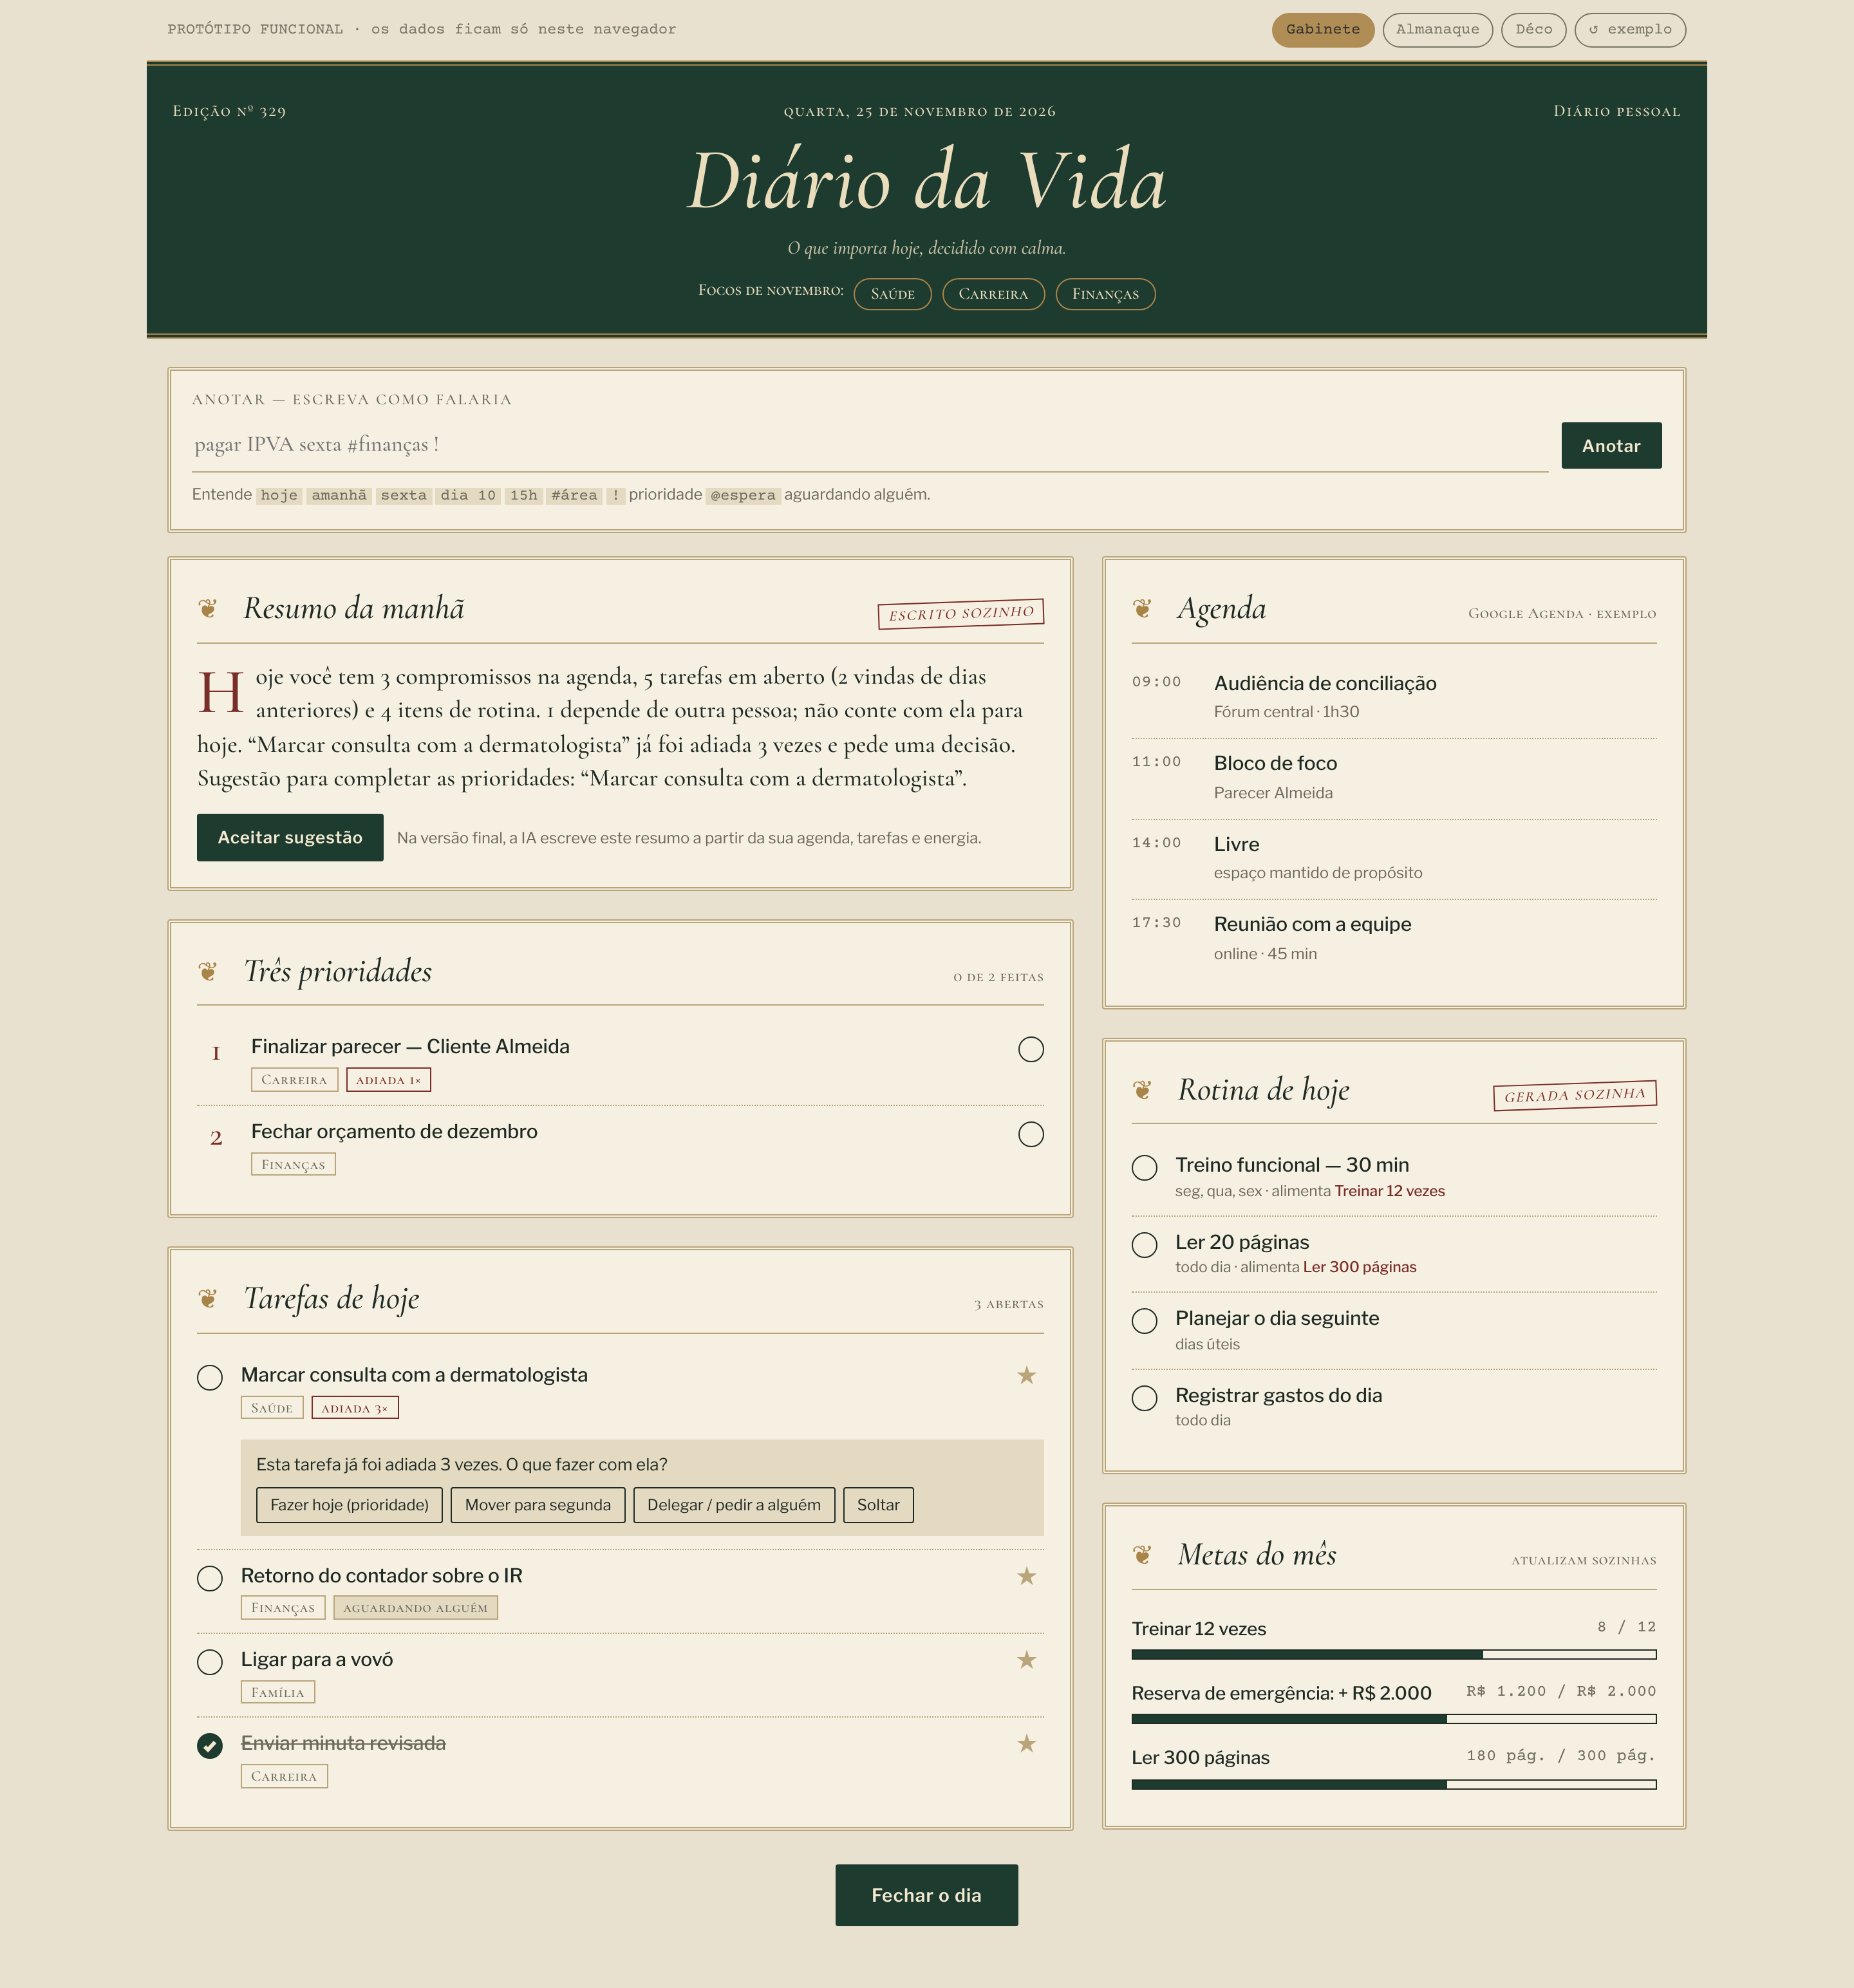 PROTÓTIPO FUNCIONAL · os dados ficam só neste navegador
Gabinete
Almanaque
Déco
↺ exemplo
Edição nº 329
quarta, 25 de novembro de 2026
Diário pessoal
Diário da Vida
O que importa hoje, decidido com calma.
Focos de novembro: Saúde Carreira Finanças
ANOTAR — ESCREVA COMO FALARIA
pagar IPVA sexta #finanças !
Anotar
Entende hoje amanhã sexta dia 10 15h #área ! prioridade @espera aguardando alguém.
❦ Resumo da manhã
ESCRITO SOZINHO
Hoje você tem 3 compromissos na agenda, 5 tarefas em aberto (2 vindas de dias
anteriores) e 4 itens de rotina. 1 depende de outra pessoa; não conte com ela para
hoje. “Marcar consulta com a dermatologista” já foi adiada 3 vezes e pede uma decisão.
Sugestão para completar as prioridades: “Marcar consulta com a dermatologista”.
Aceitar sugestão
Na versão final, a IA escreve este resumo a partir da sua agenda, tarefas e energia.
❦ Três prioridades
0 de 2 feitas
1 Finalizar parecer — Cliente Almeida
Carreira adiada 1×
2 Fechar orçamento de dezembro
Finanças
❦ Tarefas de hoje
3 abertas
Marcar consulta com a dermatologista ★
Saúde adiada 3×
Esta tarefa já foi adiada 3 vezes. O que fazer com ela?
Fazer hoje (prioridade) Mover para segunda Delegar / pedir a alguém Soltar
Retorno do contador sobre o IR ★
Finanças aguardando alguém
Ligar para a vovó ★
Família
Enviar minuta revisada ★
Carreira
❦ Agenda
Google Agenda · exemplo
09:00 Audiência de conciliação
Fórum central · 1h30
11:00 Bloco de foco
Parecer Almeida
14:00 Livre
espaço mantido de propósito
17:30 Reunião com a equipe
online · 45 min
❦ Rotina de hoje
GERADA SOZINHA
Treino funcional — 30 min
seg, qua, sex · alimenta Treinar 12 vezes
Ler 20 páginas
todo dia · alimenta Ler 300 páginas
Planejar o dia seguinte
dias úteis
Registrar gastos do dia
todo dia
❦ Metas do mês
atualizam sozinhas
Treinar 12 vezes 8 / 12
Reserva de emergência: + R$ 2.000 R$ 1.200 / R$ 2.000
Ler 300 páginas 180 pág. / 300 pág.
Fechar o dia